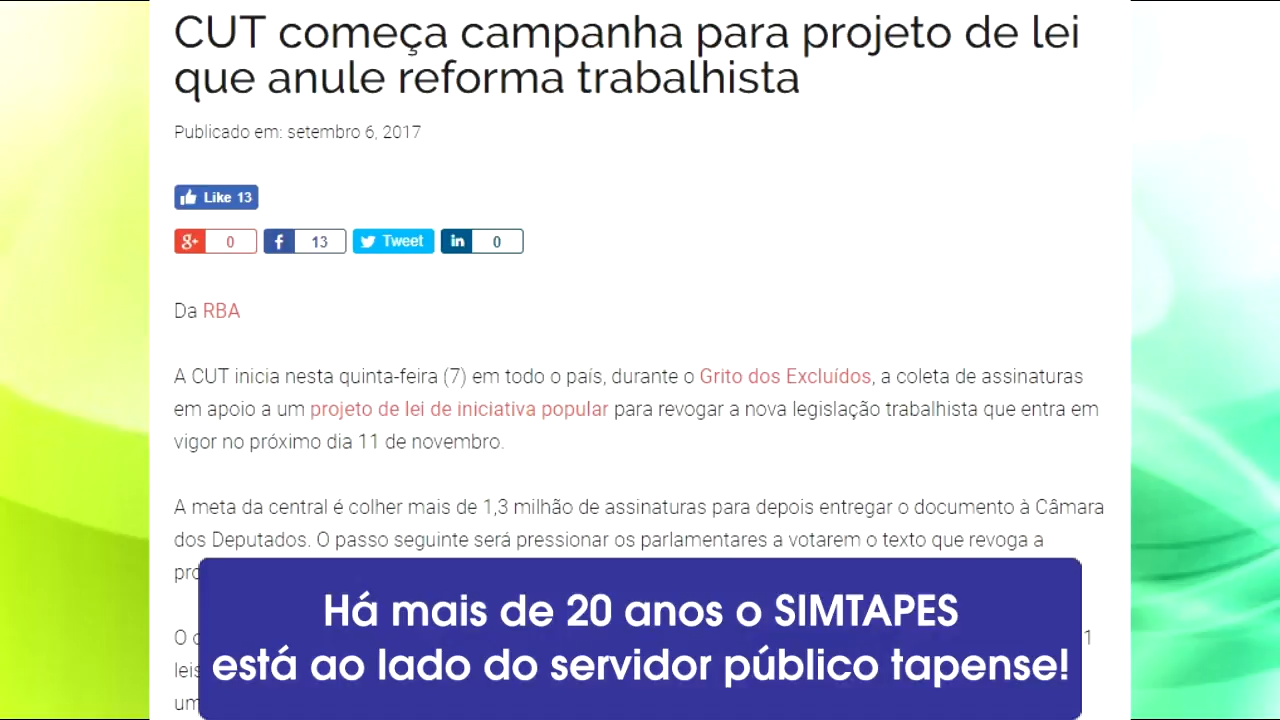 CUT começa campanha para projeto de lei
que anule reforma trabalhista
Publicado em: setembro 6, 2017
Like 13
g+ 0 f 13 Tweet in 0
Da RBA
A CUT inicia nesta quinta-feira (7) em todo o país, durante o Grito dos Excluídos, a coleta de assinaturas
em apoio a um projeto de lei de iniciativa popular para revogar a nova legislação trabalhista que entra em
vigor no próximo dia 11 de novembro.
A meta da central é colher mais de 1,3 milhão de assinaturas para depois entregar o documento à Câmara
dos Deputados. O passo seguinte será pressionar os parlamentares a votarem o texto que revoga a
Há mais de 20 anos o SIMTAPES
está ao lado do servidor público tapense!